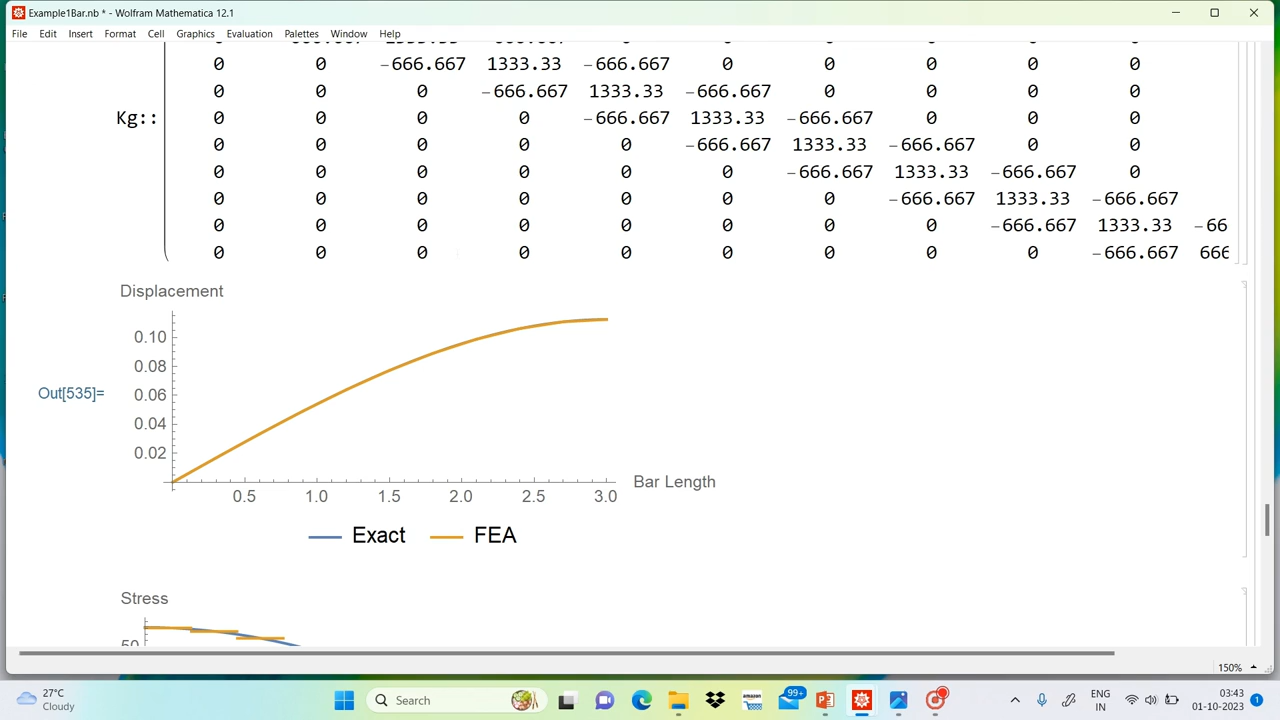 Example1Bar.nb * - Wolfram Mathematica 12.1
File Edit Insert Format Cell Graphics Evaluation Palettes Window Help
0 0 -666.667 1333.33 -666.667 0 0 0 0 0
0 0 0 -666.667 1333.33 -666.667 0 0 0 0
Kg:: 0 0 0 0 -666.667 1333.33 -666.667 0 0 0
0 0 0 0 0 -666.667 1333.33 -666.667 0 0
0 0 0 0 0 0 -666.667 1333.33 -666.667 0
0 0 0 0 0 0 0 -666.667 1333.33 -666.667
0 0 0 0 0 0 0 0 -666.667 1333.33 -66
0 0 0 0 0 0 0 0 0 -666.667 666
Displacement
0.10
0.08
Out[535]=
0.06
0.04
0.02
0.5 1.0 1.5 2.0 2.5 3.0
Bar Length
Exact FEA
Stress
50
150%
27°C
Cloudy
Search
amazon
99+
ENG
IN
03:43
01-10-2023
1